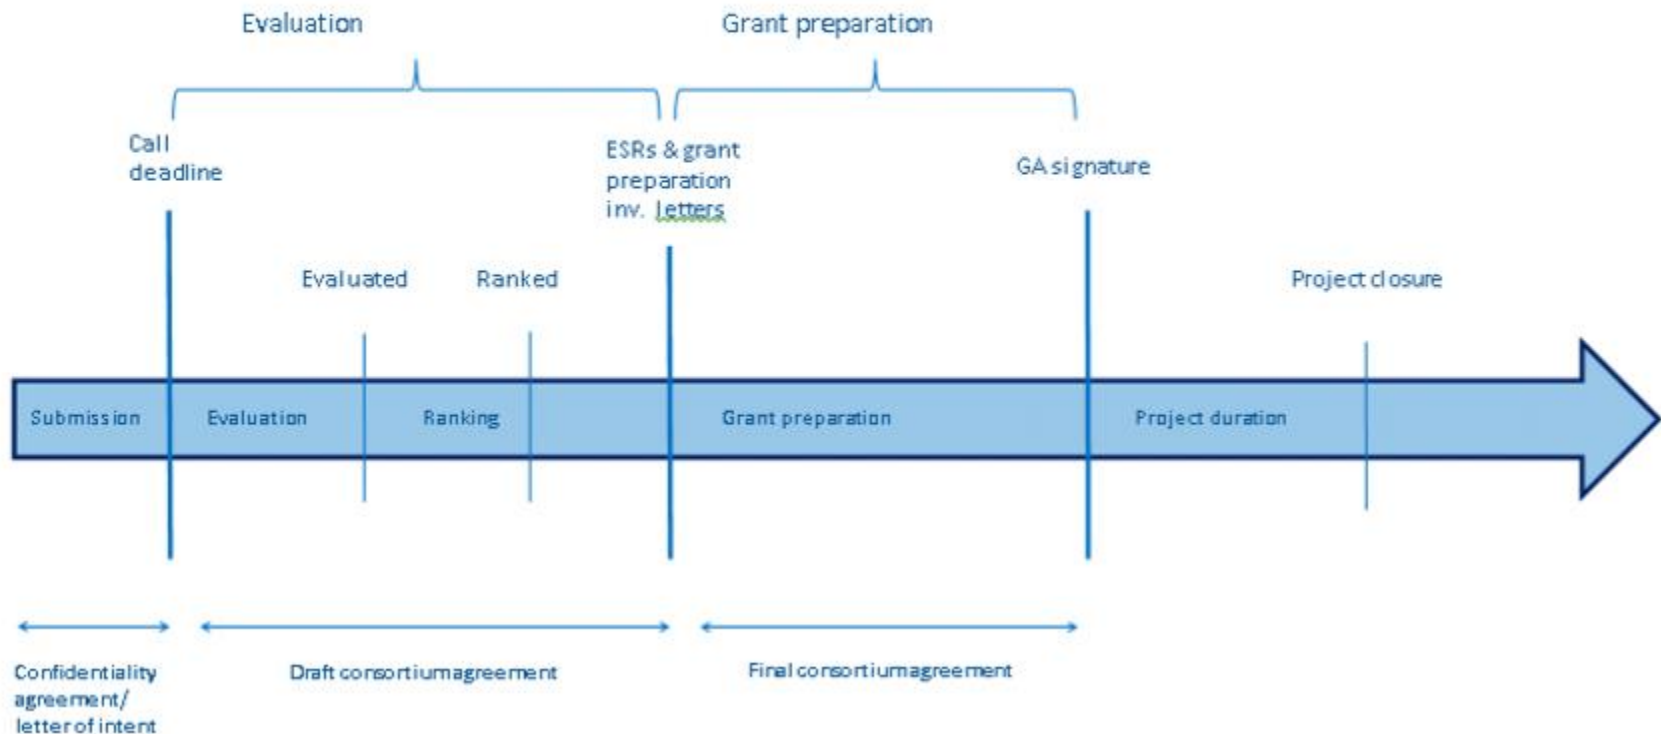 Evaluation
Grant preparation
Call
deadline
ESRs & grant
preparation
inv. letters
GA signature
Evaluated
Ranked
Project closure
Submission
Evaluation
Ranking
Grant preparation
Project duration
Confidentiality
agreement/
letter of intent
Draft consortiumagreement
Final consortiumagreement